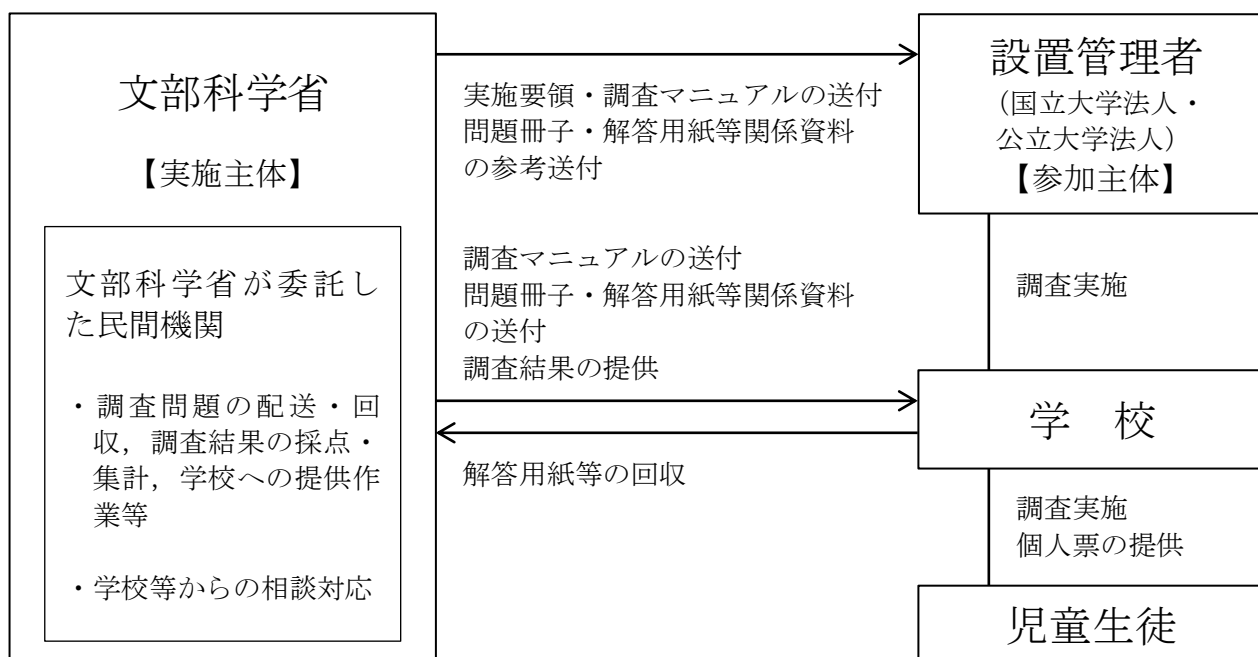 文部科学省
【実施主体】
文部科学省が委託し
た民間機関
・調査問題の配送・回
収，調査結果の採点・
集計，学校への提供作
業等
・学校等からの相談対応
実施要領・調査マニュアルの送付
問題冊子・解答用紙等関係資料
の参考送付
調査マニュアルの送付
問題冊子・解答用紙等関係資料
の送付
調査結果の提供
解答用紙等の回収
設置管理者
（国立大学法人・
公立大学法人）
【参加主体】
調査実施
学　校
調査実施
個人票の提供
児童生徒